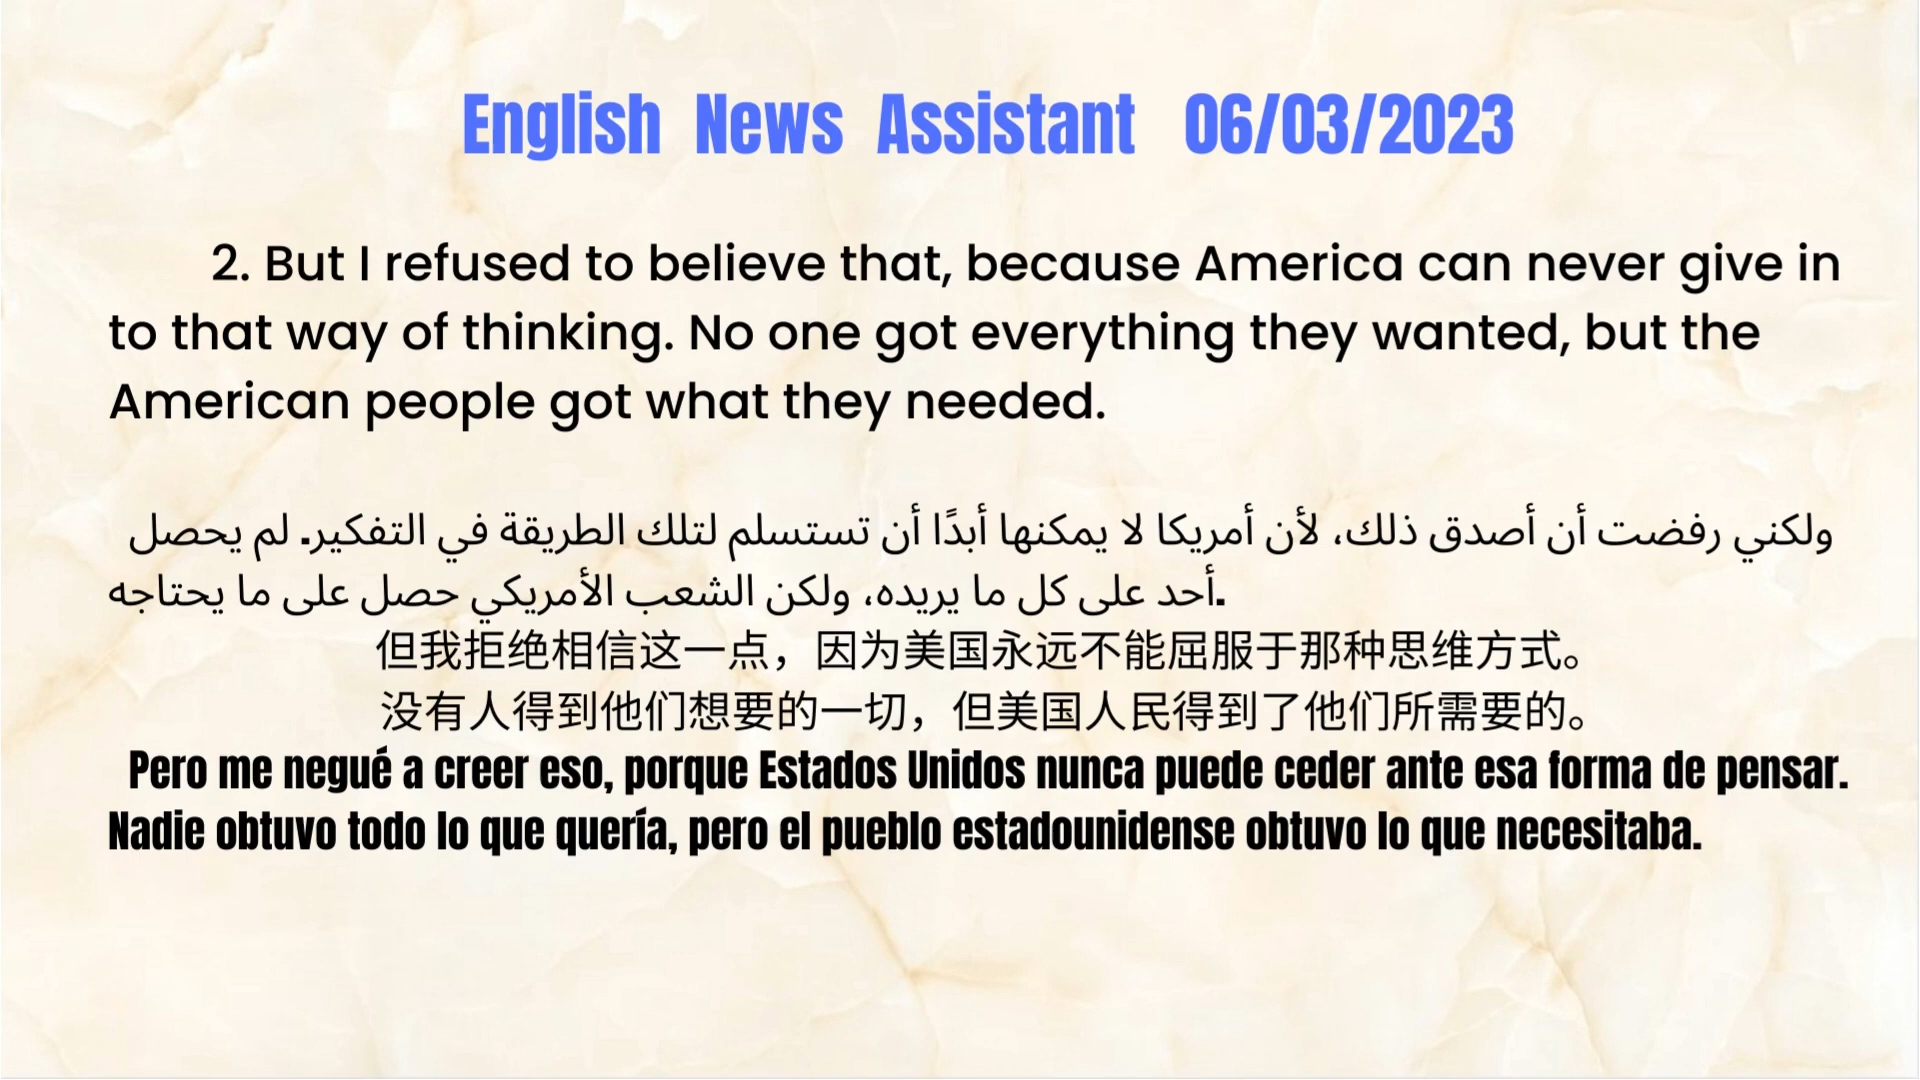 English News Assistant 06/03/2023
2. But I refused to believe that, because America can never give in
to that way of thinking. No one got everything they wanted, but the
American people got what they needed.
ولكني رفضت أن أصدق ذلك، لأن أمريكا لا يمكنها أبدًا أن تستسلم لتلك الطريقة في التفكير. لم يحصل
أحد على كل ما يريده، ولكن الشعب الأمريكي حصل على ما يحتاجه.
但我拒绝相信这一点，因为美国永远不能屈服于那种思维方式。
没有人得到他们想要的一切，但美国人民得到了他们所需要的。
Pero me negué a creer eso, porque Estados Unidos nunca puede ceder ante esa forma de pensar.
Nadie obtuvo todo lo que quería, pero el pueblo estadounidense obtuvo lo que necesitaba.